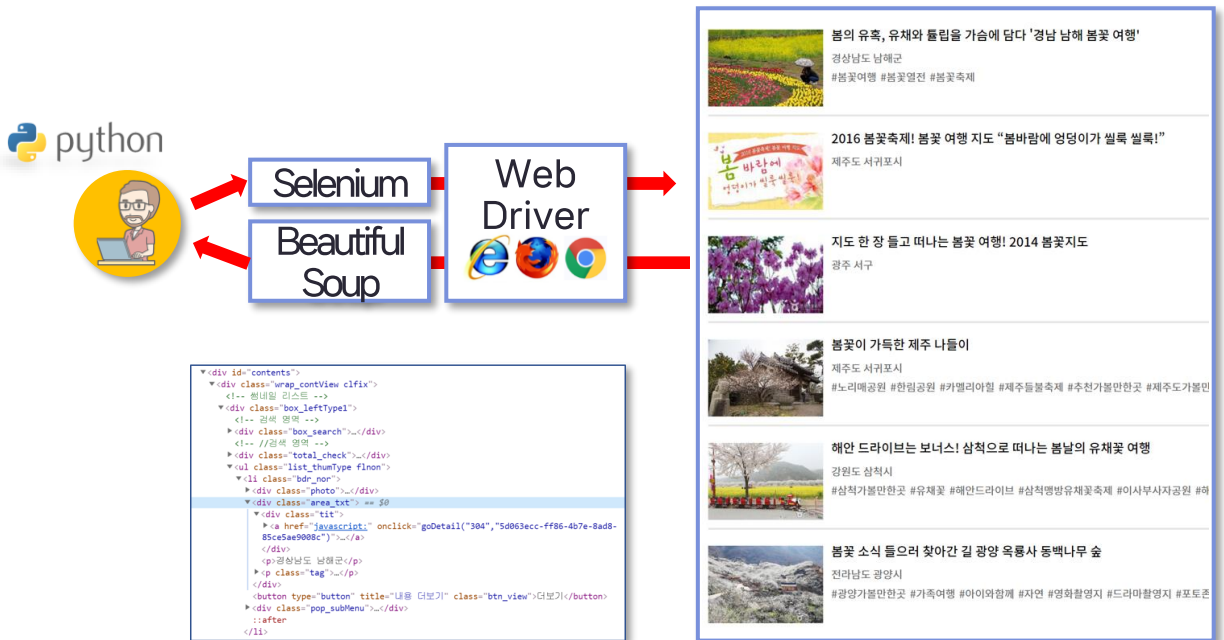 python
Selenium
Beautiful
Soup
Web
Driver
봄의 유혹, 유채와 튤립을 가슴에 담다 '경남 남해 봄꽃 여행'
경상남도 남해군
#봄꽃여행 #봄꽃열전 #봄꽃축제
봄
바람에
엉덩이가 씰룩 씰룩!
2016 봄꽃축제! 봄꽃 여행 지도 “봄바람에 엉덩이가 씰룩 씰룩!”
제주도 서귀포시
지도 한 장 들고 떠나는 봄꽃 여행! 2014 봄꽃지도
광주 서구
봄꽃이 가득한 제주 나들이
제주도 서귀포시
#노리매공원 #한림공원 #카멜리아힐 #제주들불축제 #추천가볼만한곳 #제주도가볼만
해안 드라이브는 보너스! 삼척으로 떠나는 봄날의 유채꽃 여행
강원도 삼척시
#삼척가볼만한곳 #유채꽃 #해안드라이브 #삼척맹방유채꽃축제 #이사부사자공원 #해
봄꽃 소식 들으러 찾아간 길 광양 옥룡사 동백나무 숲
전라남도 광양시
#광양가볼만한곳 #가족여행 #아이와함께 #자연 #영화촬영지 #드라마촬영지 #포토존
▼<div id="contents">
▼<div class="wrap_contView clfix">
<!-- 썸네일 리스트 -->
▼<div class="box_leftType1">
<!-- 검색 영역 -->
▶<div class="box_search">…</div>
<!-- //검색 영역 -->
▶<div class="total_check">…</div>
▼<ul class="list_thumType flnon">
▼<li class="bdr_nor">
▶<div class="photo">…</div>
▼<div class="area_txt"> == $0
▼<div class="tit">
▶<a href="javascript:" onclick="goDetail("304","5d063ecc-ff86-4b7e-8ad8-
85ce5ae9008c")">…</a>
</div>
<p>경상남도 남해군</p>
▶<p class="tag">…</p>
</div>
<button type="button" title="내용 더보기" class="btn_view">더보기</button>
▶<div class="pop_subMenu">…</div>
::after
</li>